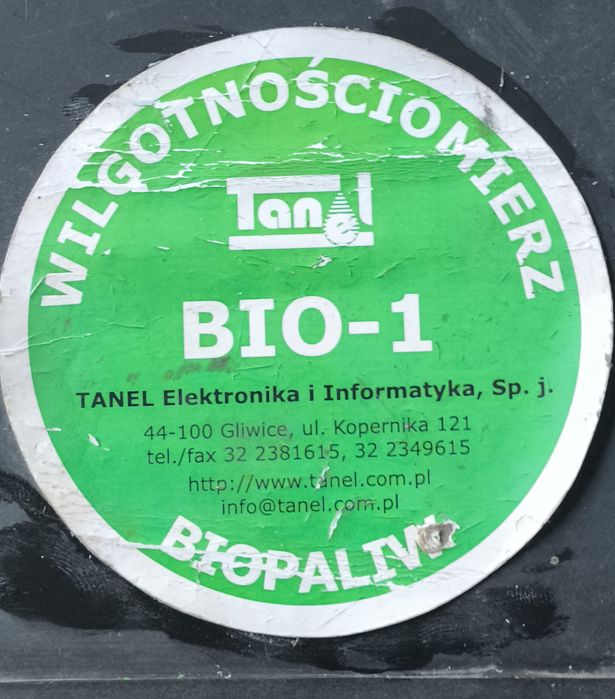 WILGOTNOŚCIOMIERZ
Tanel
BIO-1
TANEL Elektronika i Informatyka, Sp. j.
44-100 Gliwice, ul. Kopernika 121
tel./fax 32 2381615, 32 2349615
http://www.tanel.com.pl
info@tanel.com.pl
BIOPALIW